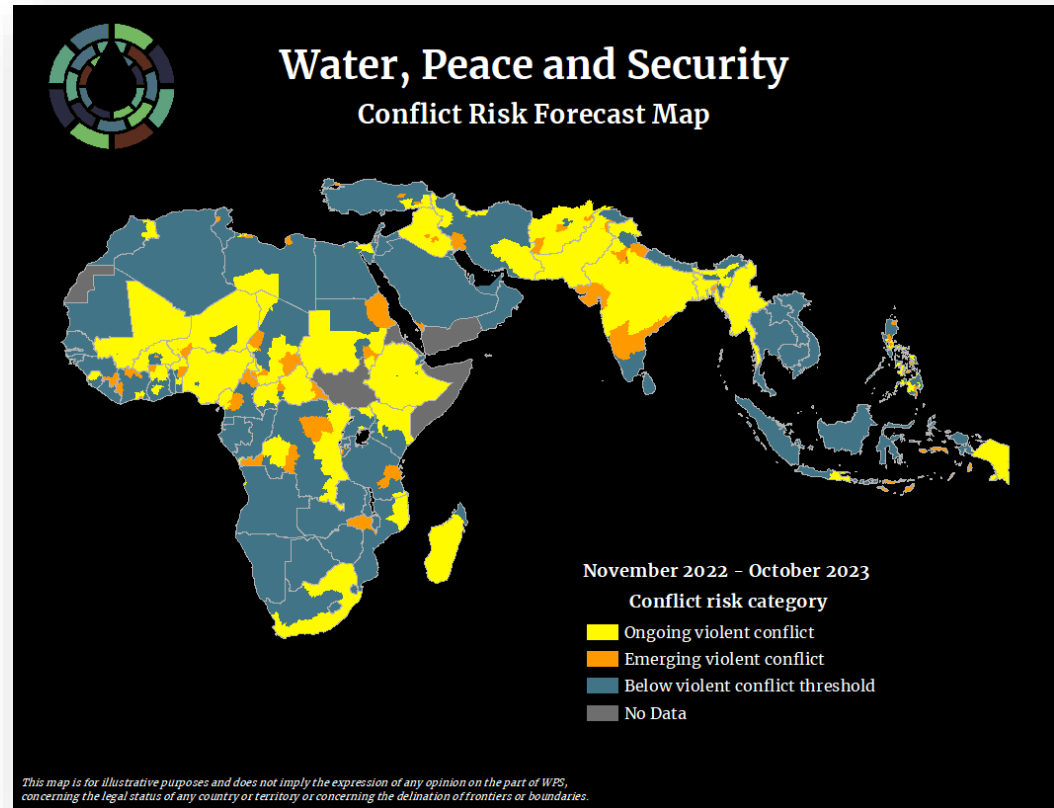 Water, Peace and Security
Conflict Risk Forecast Map
November 2022 - October 2023
Conflict risk category
Ongoing violent conflict
Emerging violent conflict
Below violent conflict threshold
No Data
This map is for illustrative purposes and does not imply the expression of any opinion on the part of WPS,
concerning the legal status of any country or territory or concerning the delination of frontiers or boundaries.